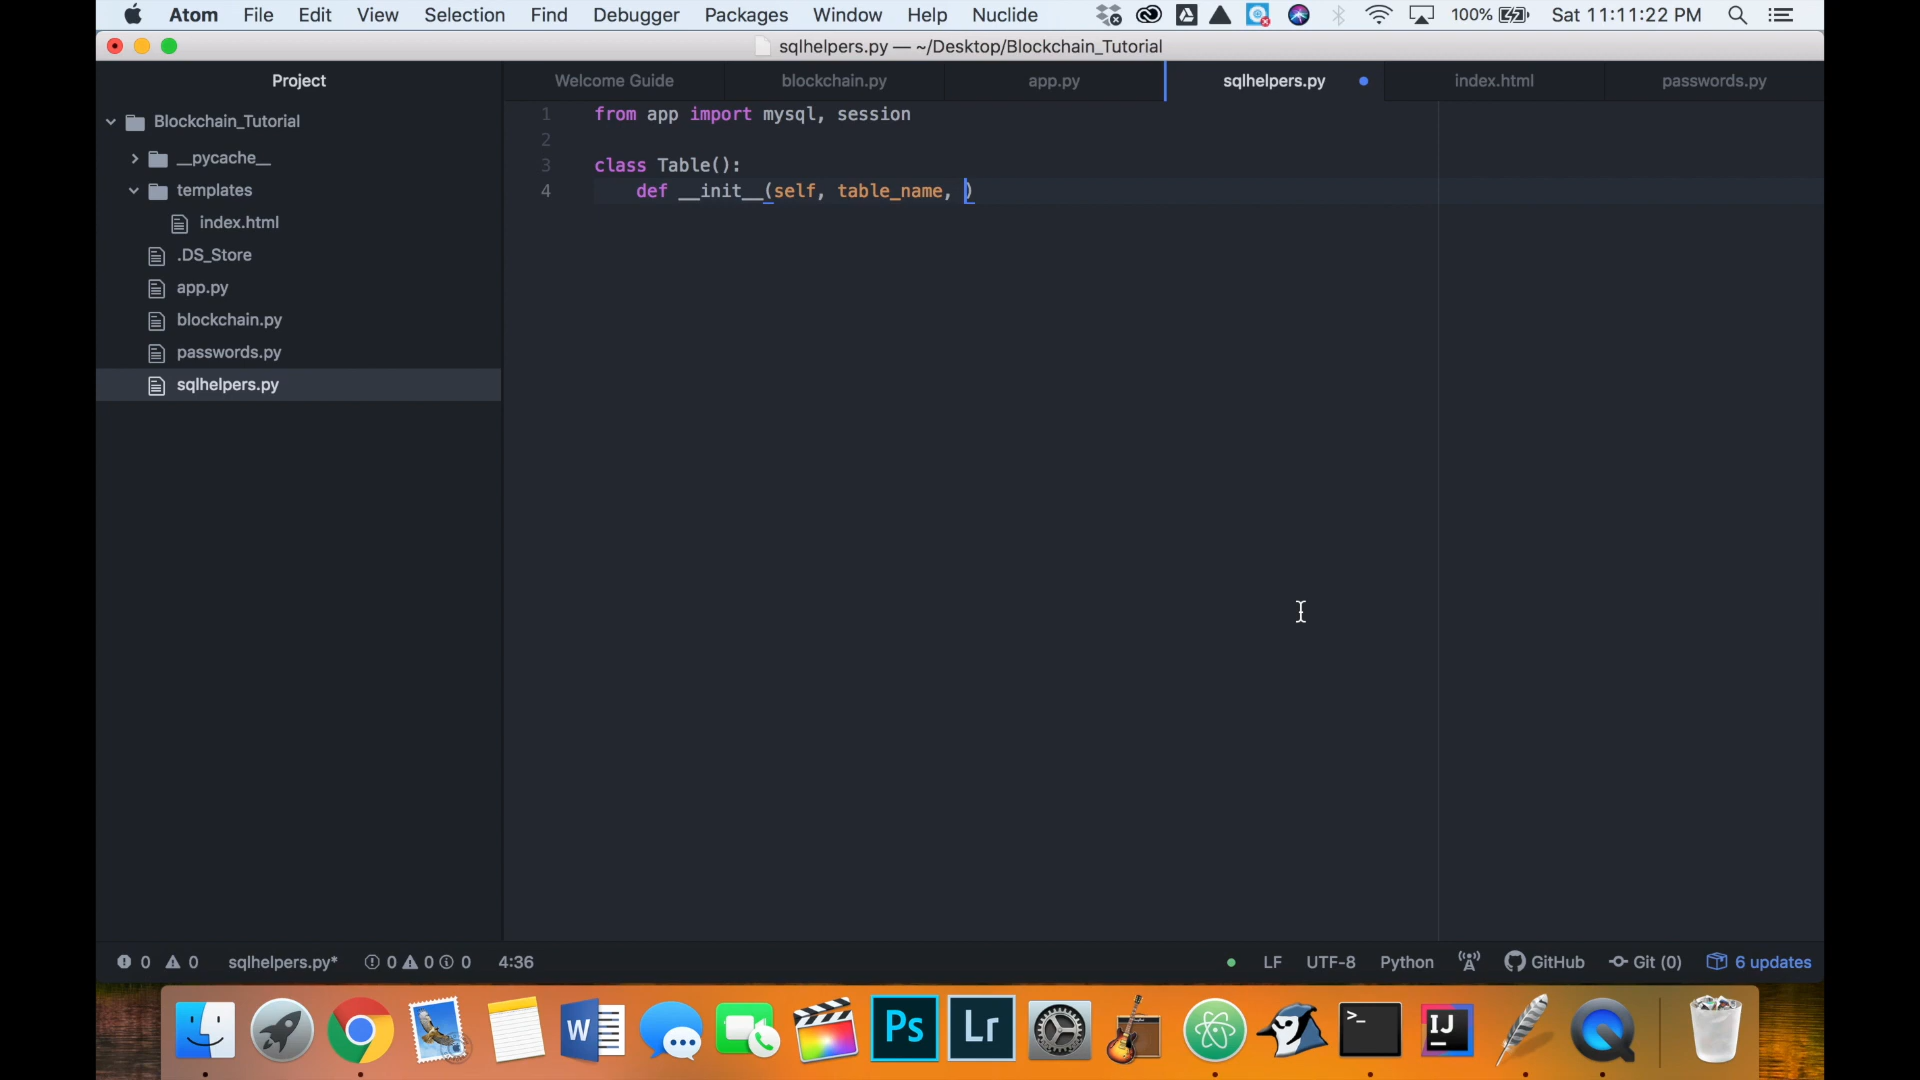 Atom File Edit View Selection Find Debugger Packages Window Help Nuclide 100% Sat 11:11:22 PM
sqlhelpers.py — ~/Desktop/Blockchain_Tutorial
Project
Welcome Guide blockchain.py app.py sqlhelpers.py index.html passwords.py
Blockchain_Tutorial
__pycache__
templates
index.html
.DS_Store
app.py
blockchain.py
passwords.py
sqlhelpers.py
1 from app import mysql, session
2
3 class Table():
4 def __init__(self, table_name, )
0 0 sqlhelpers.py* 0 0 0 4:36 LF UTF-8 Python GitHub Git (0) 6 updates
W Ps Lr >_ IJ